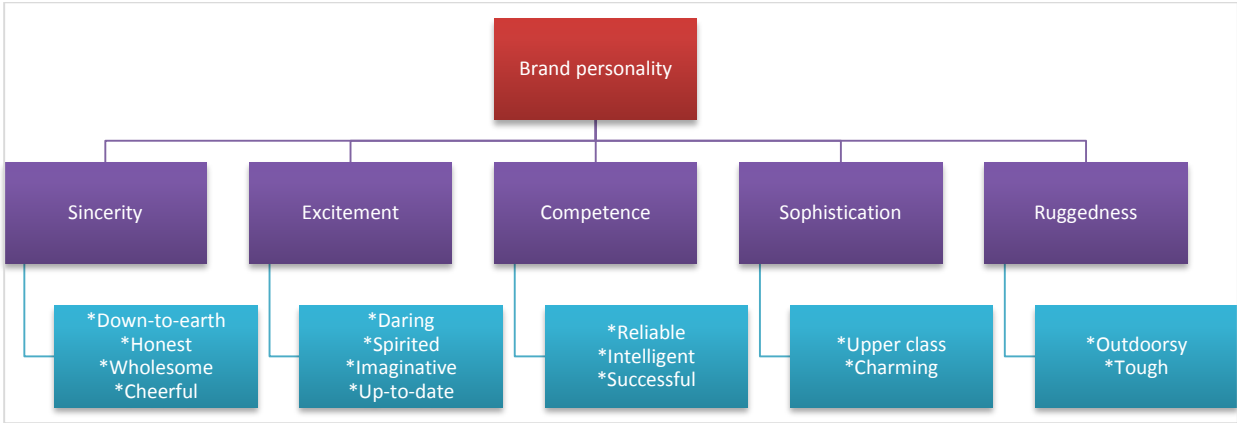 Brand personality
Sincerity
Excitement
Competence
Sophistication
Ruggedness
*Down-to-earth
*Honest
*Wholesome
*Cheerful
*Daring
*Spirited
*Imaginative
*Up-to-date
*Reliable
*Intelligent
*Successful
*Upper class
*Charming
*Outdoorsy
*Tough